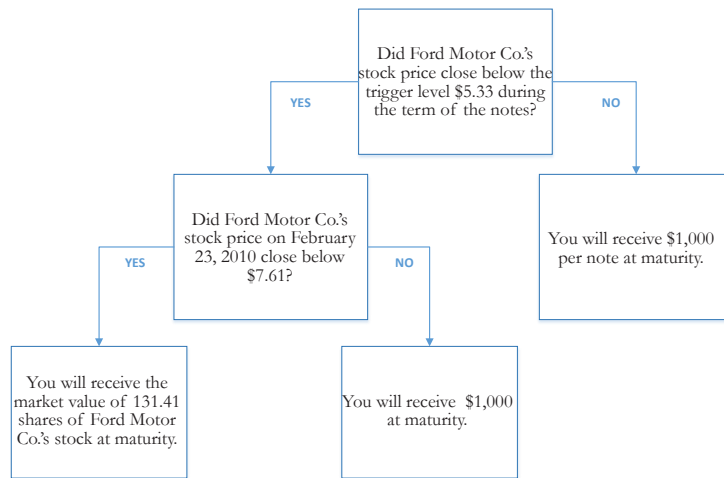 Did Ford Motor Co.'s
stock price close below the
trigger level $5.33 during
the term of the notes?
YES
NO
Did Ford Motor Co.'s
stock price on February
23, 2010 close below
$7.61?
You will receive $1,000
per note at maturity.
YES
NO
You will receive the
market value of 131.41
shares of Ford Motor
Co.'s stock at maturity.
You will receive $1,000
at maturity.